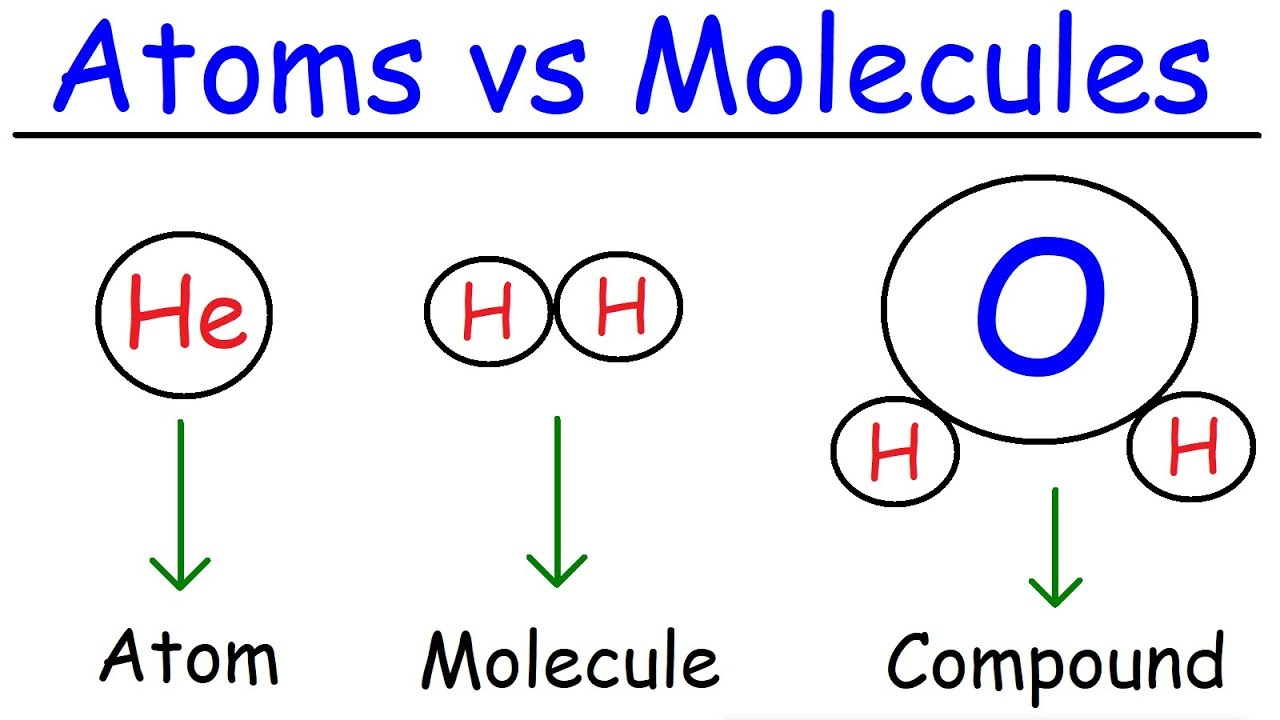 Atoms vs Molecules
He
H H
O
H H
Atom Molecule Compound